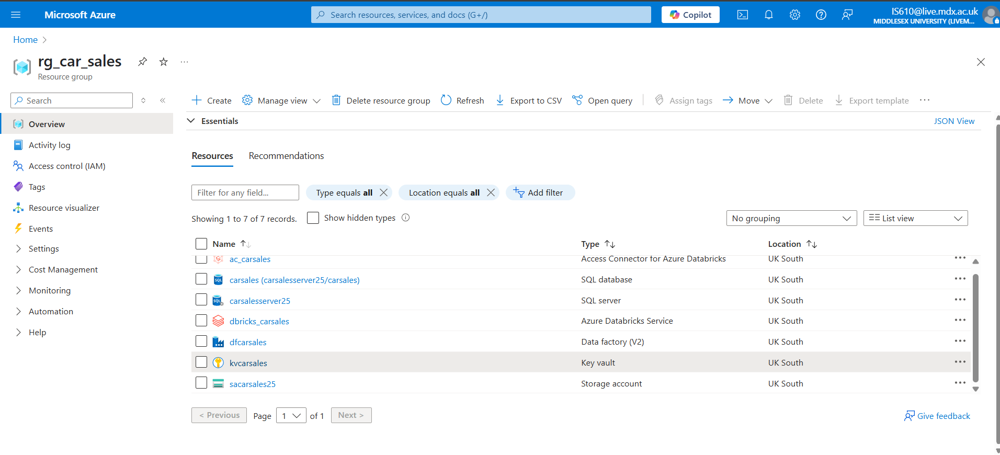 Microsoft Azure
Search resources, services, and docs (G+/)
Copilot
IS610@live.mdx.ac.uk
MIDDLESEX UNIVERSITY (LIVEM...
Home
rg_car_sales
Resource group
Search
Create
Manage view
Delete resource group
Refresh
Export to CSV
Open query
Assign tags
Move
Delete
Export template
Overview
Activity log
Access control (IAM)
Tags
Resource visualizer
Events
Settings
Cost Management
Monitoring
Automation
Help
Essentials
JSON View
Resources
Recommendations
Filter for any field...
Type equals all
Location equals all
Add filter
Showing 1 to 7 of 7 records.
Show hidden types
No grouping
List view
Name Type Location
ac_carsales Access Connector for Azure Databricks UK South
SQL carsales (carsalesserver25/carsales) SQL database UK South
SQL carsalesserver25 SQL server UK South
dbricks_carsales Azure Databricks Service UK South
dfcarsales Data factory (V2) UK South
kvcarsales Key vault UK South
sacarsales25 Storage account UK South
< Previous Page 1 of 1 Next >
Give feedback